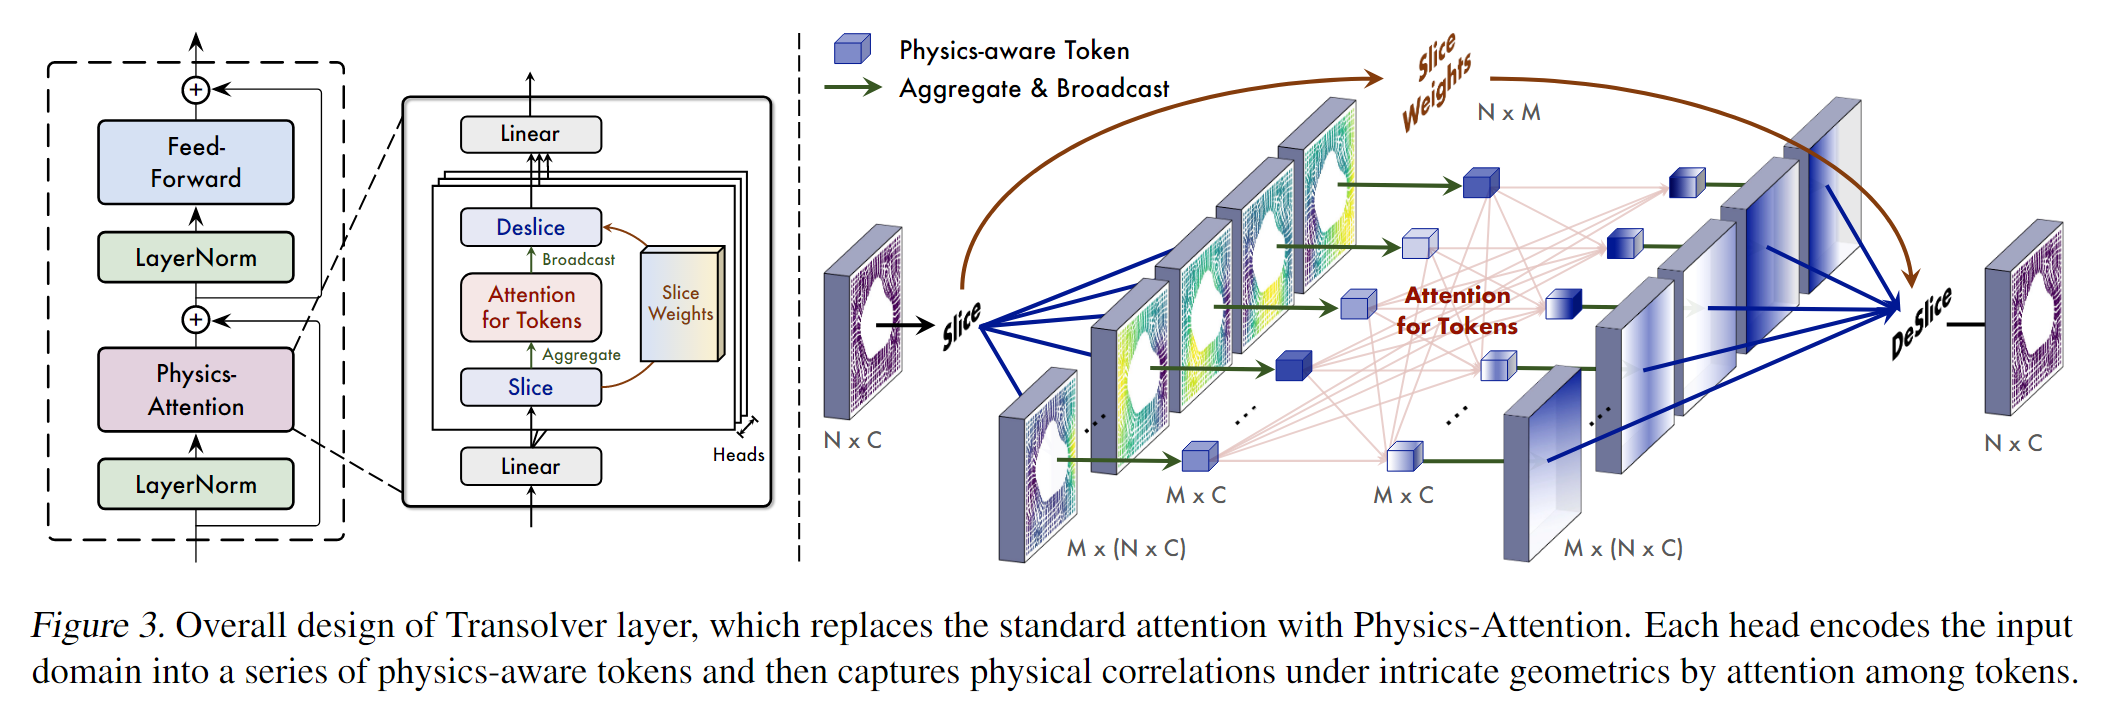 +
Feed-
Forward
LayerNorm
+
Physics-
Attention
LayerNorm
Linear
Deslice
Broadcast
Attention
for Tokens
Slice
Weights
Aggregate
Slice
Heads
Linear
Physics-aware Token
Aggregate & Broadcast
Slice
Weights
N x M
N x C
Slice
M x (N x C)
M x C
Attention
for Tokens
M x C
M x (N x C)
DeSlice
N x C
Figure 3. Overall design of Transolver layer, which replaces the standard attention with Physics-Attention. Each head encodes the input
domain into a series of physics-aware tokens and then captures physical correlations under intricate geometrics by attention among tokens.